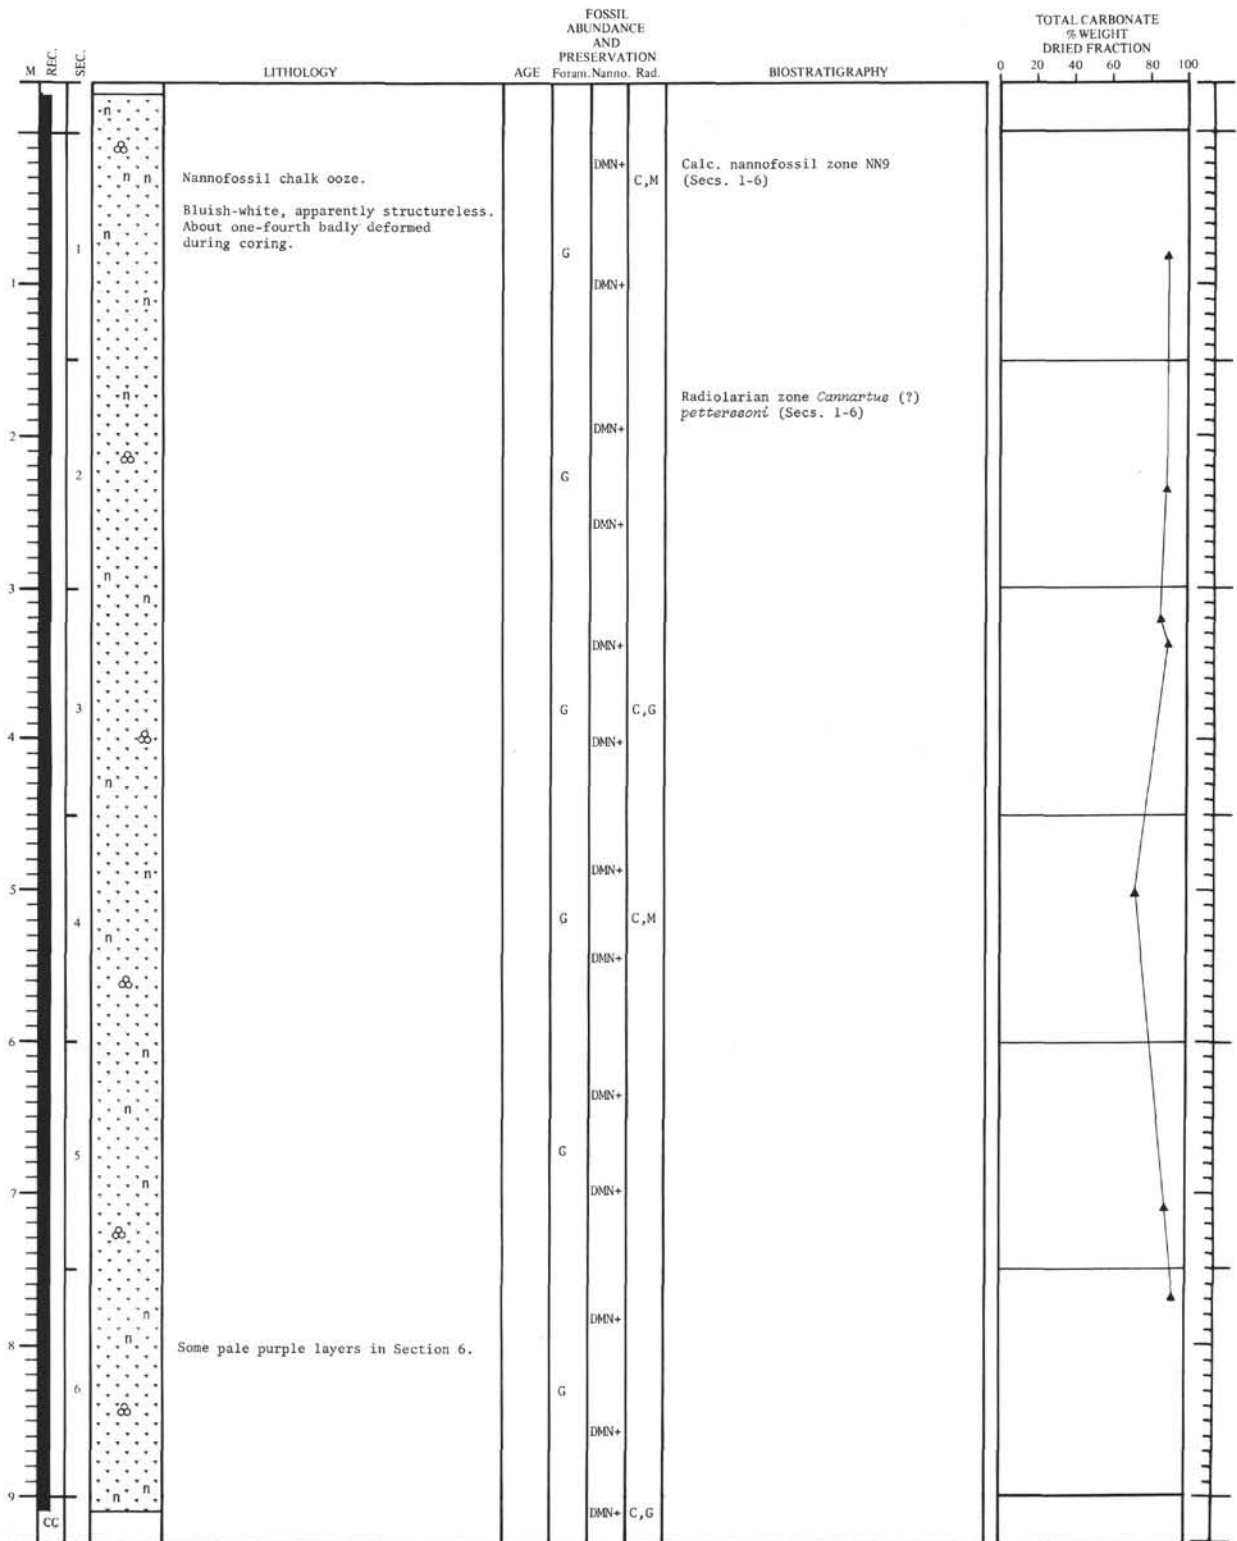 FOSSIL
ABUNDANCE
AND
PRESERVATION
TOTAL CARBONATE
% WEIGHT
DRIED FRACTION
M REC. SEC. LITHOLOGY AGE Foram. Nanno. Rad. BIOSTRATIGRAPHY 0 20 40 60 80 100
n
DMN+ Calc. nannofossil zone NN9
n n Nannofossil chalk ooze. C,M (Secs. 1-6)
Bluish-white, apparently structureless.
n About one-fourth badly deformed
1 during coring. G
1 DMN+
n
n Radiolarian zone Cannartus (?)
pettersoni (Secs. 1-6)
2 DMN+
2 G
DMN+
n
3 n
DMN+
3 G C,G
4 DMN+
n
n DMN+
5
4 G C,M
n
DMN+
6 n
n DMN+
5 G
n
7 DMN+
n DMN+
n
8 Some pale purple layers in Section 6.
6 G
DMN+
n
9 n
CC DMN+ C,G